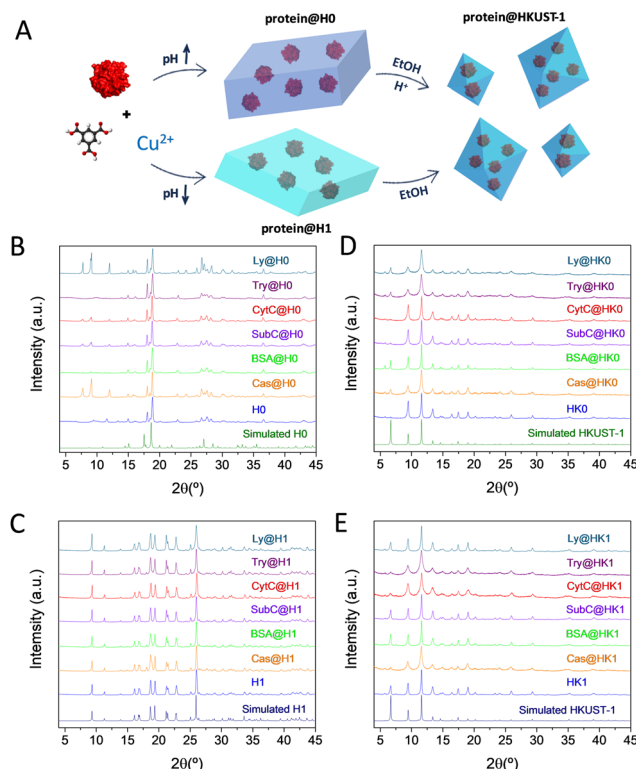 A
protein@H0
protein@HKUST-1
pH
EtOH
H⁺
+
Cu²⁺
pH
EtOH
protein@H1
B
Intensity (a.u.)
Ly@H0
Try@H0
CytC@H0
SubC@H0
BSA@H0
Cas@H0
H0
Simulated H0
5 10 15 20 25 30 35 40 45
2θ(º)
D
Intensity (a.u.)
Ly@HK0
Try@HK0
CytC@HK0
SubC@HK0
BSA@HK0
Cas@HK0
HK0
Simulated HKUST-1
5 10 15 20 25 30 35 40 45
2θ(º)
C
Intemsity (a.u.)
Ly@H1
Try@H1
CytC@H1
SubC@H1
BSA@H1
Cas@H1
H1
Simulated H1
5 10 15 20 25 30 35 40 45
2θ(º)
E
Intemsity (a.u.)
Ly@HK1
Try@HK1
CytC@HK1
SubC@HK1
BSA@HK1
Cas@HK1
HK1
Simulated HKUST-1
5 10 15 20 25 30 35 40 45
2θ(º)